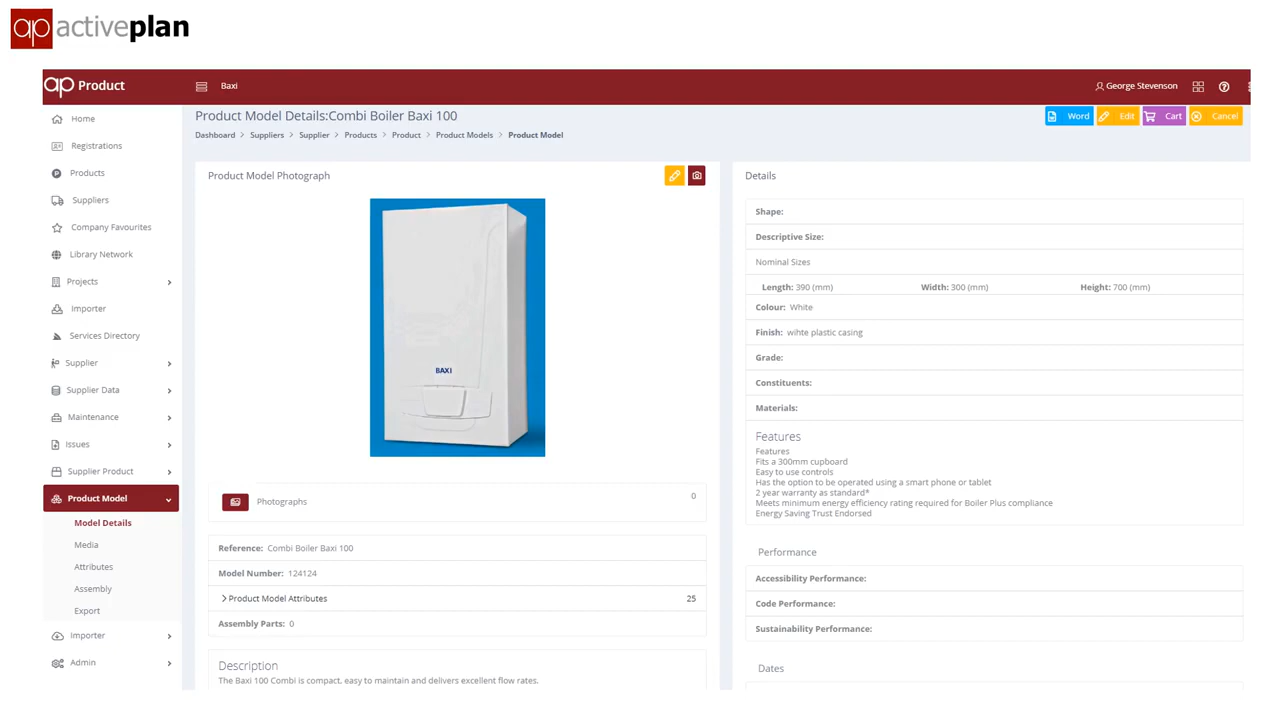 ap activeplan
ap Product
Baxi
George Stevenson
Product Model Details:Combi Boiler Baxi 100
Dashboard > Suppliers > Supplier > Products > Product > Product Models > Product Model
Word
Edit
Cart
Cancel
Home
Registrations
Products
Suppliers
Company Favourites
Library Network
Projects
Importer
Services Directory
Supplier
Supplier Data
Maintenance
Issues
Supplier Product
Product Model
Model Details
Media
Attributes
Assembly
Export
Importer
Admin
Product Model Photograph
BAXI
Photographs 0
Reference: Combi Boiler Baxi 100
Model Number: 124124
> Product Model Attributes 25
Assembly Parts: 0
Description
The Baxi 100 Combi is compact, easy to maintain and delivers excellent flow rates.
Details
Shape:
Descriptive Size:
Nominal Sizes
Length: 390 (mm) Width: 300 (mm) Height: 700 (mm)
Colour: White
Finish: wihte plastic casing
Grade:
Constituents:
Materials:
Features
Features
Fits a 300mm cupboard
Easy to use controls
Has the option to be operated using a smart phone or tablet
2 year warranty as standard*
Meets minimum energy efficiency rating required for Boiler Plus compliance
Energy Saving Trust Endorsed
Performance
Accessibility Performance:
Code Performance:
Sustainability Performance:
Dates